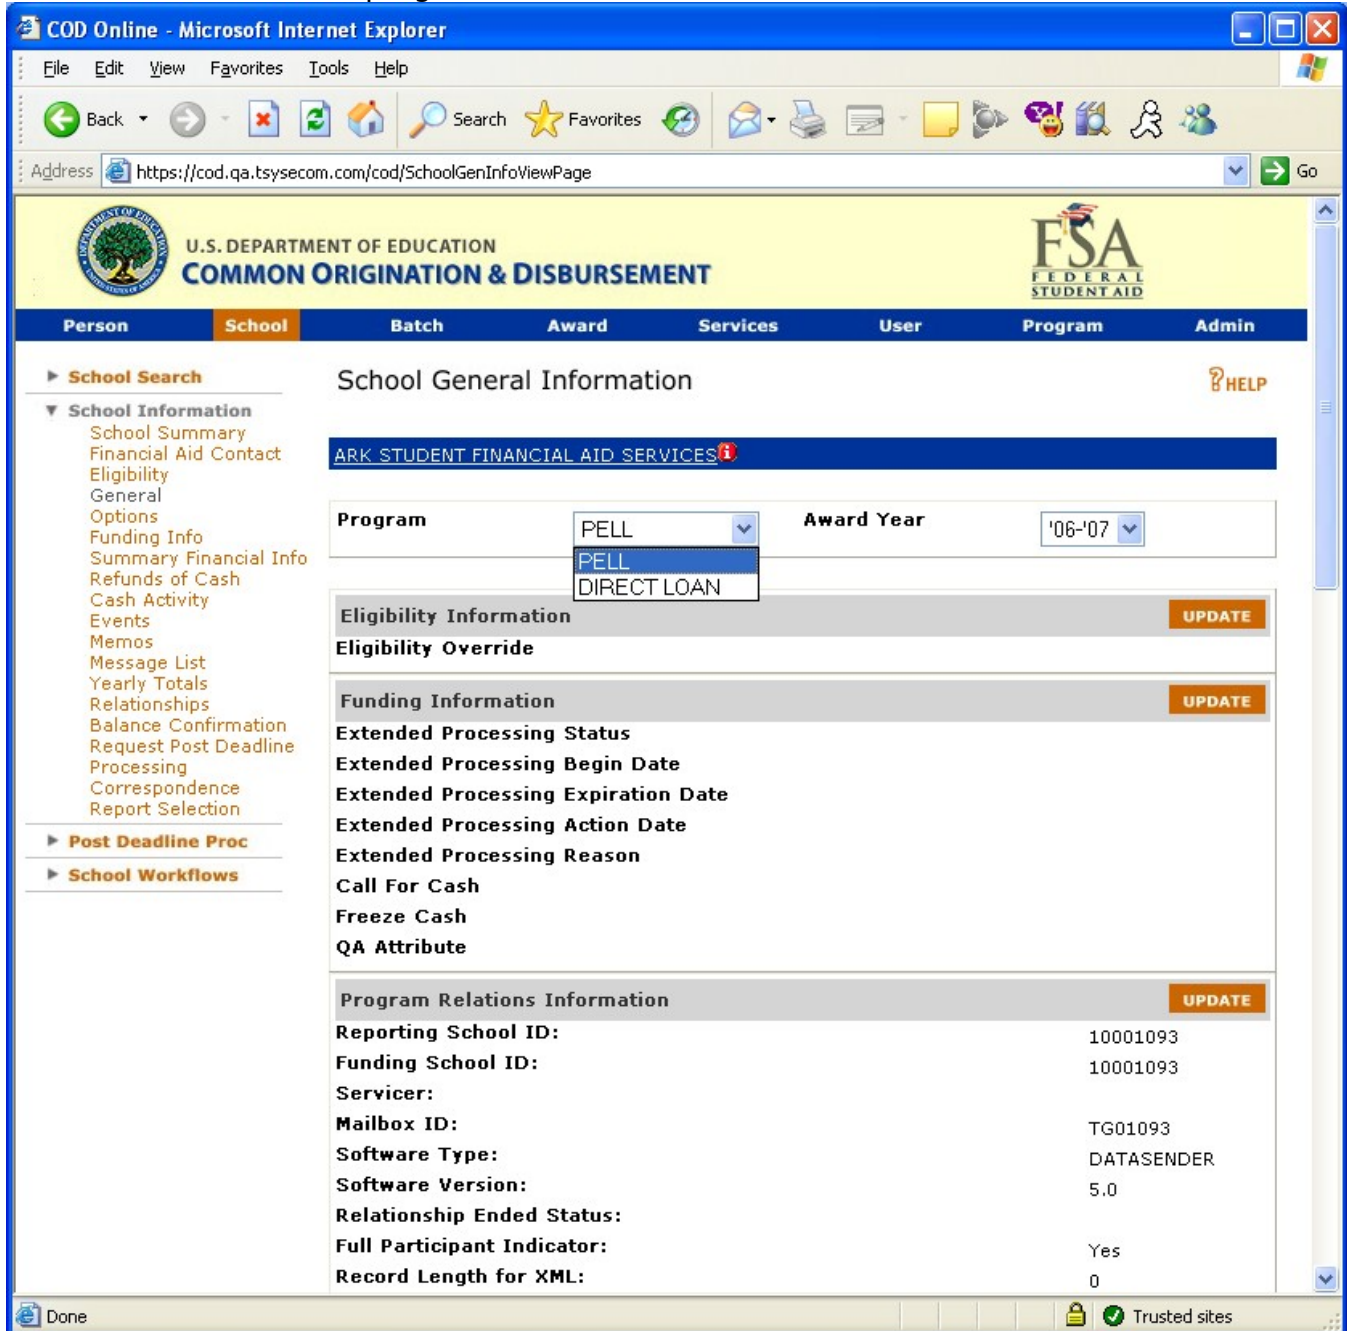 COD Online - Microsoft Internet Explorer
File Edit View Favorites Tools Help
Back Search Favorites
Address https://cod.qa.tsysecom.com/cod/SchoolGenInfoViewPage Go
U.S. DEPARTMENT OF EDUCATION
COMMON ORIGINATION & DISBURSEMENT
FSA
FEDERAL
STUDENT AID
Person School Batch Award Services User Program Admin
School Search
School Information
School Summary
Financial Aid Contact
Eligibility
General
Options
Funding Info
Summary Financial Info
Refunds of Cash
Cash Activity
Events
Memos
Message List
Yearly Totals
Relationships
Balance Confirmation
Request Post Deadline
Processing
Correspondence
Report Selection
Post Deadline Proc
School Workflows
School General Information
HELP
ARK STUDENT FINANCIAL AID SERVICES
Program PELL Award Year '06-'07
PELL
DIRECT LOAN
Eligibility Information UPDATE
Eligibility Override
Funding Information UPDATE
Extended Processing Status
Extended Processing Begin Date
Extended Processing Expiration Date
Extended Processing Action Date
Extended Processing Reason
Call For Cash
Freeze Cash
QA Attribute
Program Relations Information UPDATE
Reporting School ID: 10001093
Funding School ID: 10001093
Servicer:
Mailbox ID: TG01093
Software Type: DATASENDER
Software Version: 5.0
Relationship Ended Status:
Full Participant Indicator: Yes
Record Length for XML: 0
Done Trusted sites